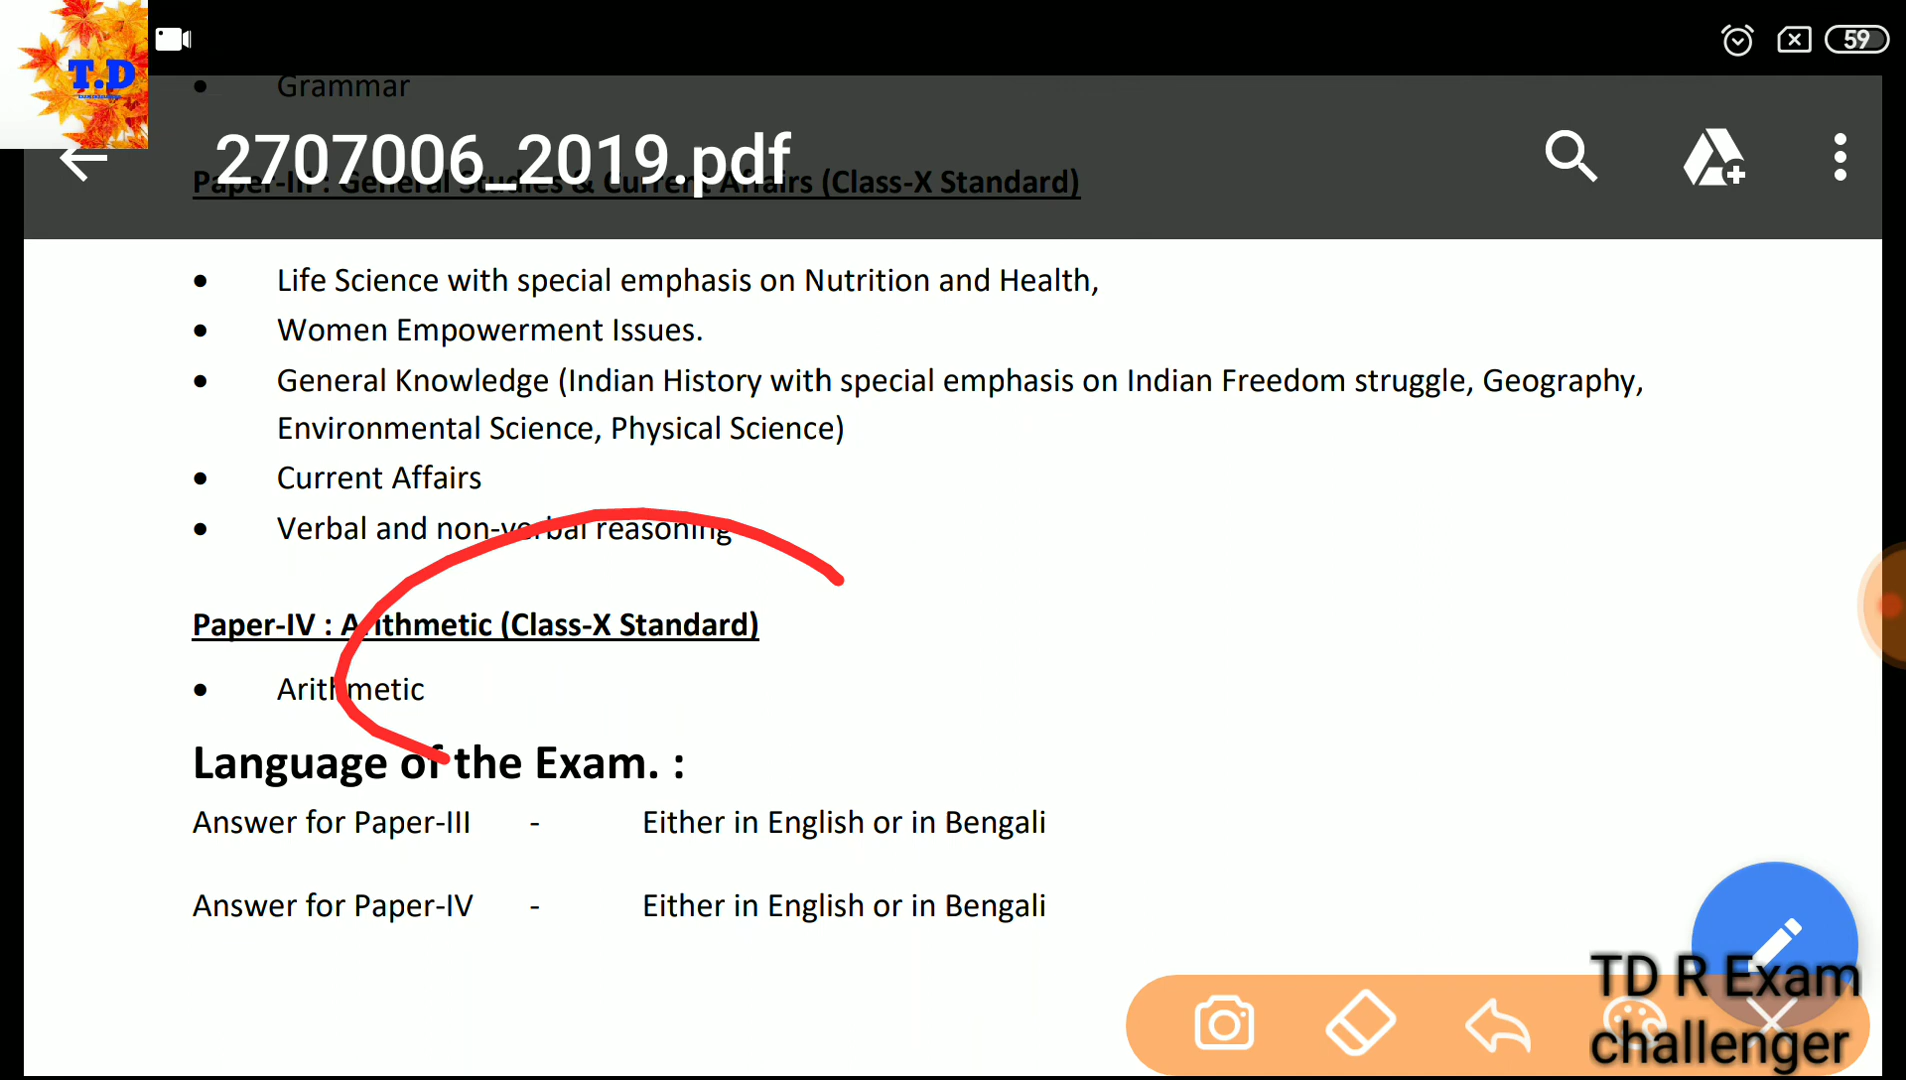 T.D
59
• Grammar
2707006_2019.pdf
Paper-III : General Studies & Current Affairs (Class-X Standard)
• Life Science with special emphasis on Nutrition and Health,
• Women Empowerment Issues.
• General Knowledge (Indian History with special emphasis on Indian Freedom struggle, Geography,
Environmental Science, Physical Science)
• Current Affairs
• Verbal and non-verbal reasoning
Paper-IV : Arithmetic (Class-X Standard)
• Arithmetic
Language of the Exam. :
Answer for Paper-III - Either in English or in Bengali
Answer for Paper-IV - Either in English or in Bengali
TD R Exam
challenger